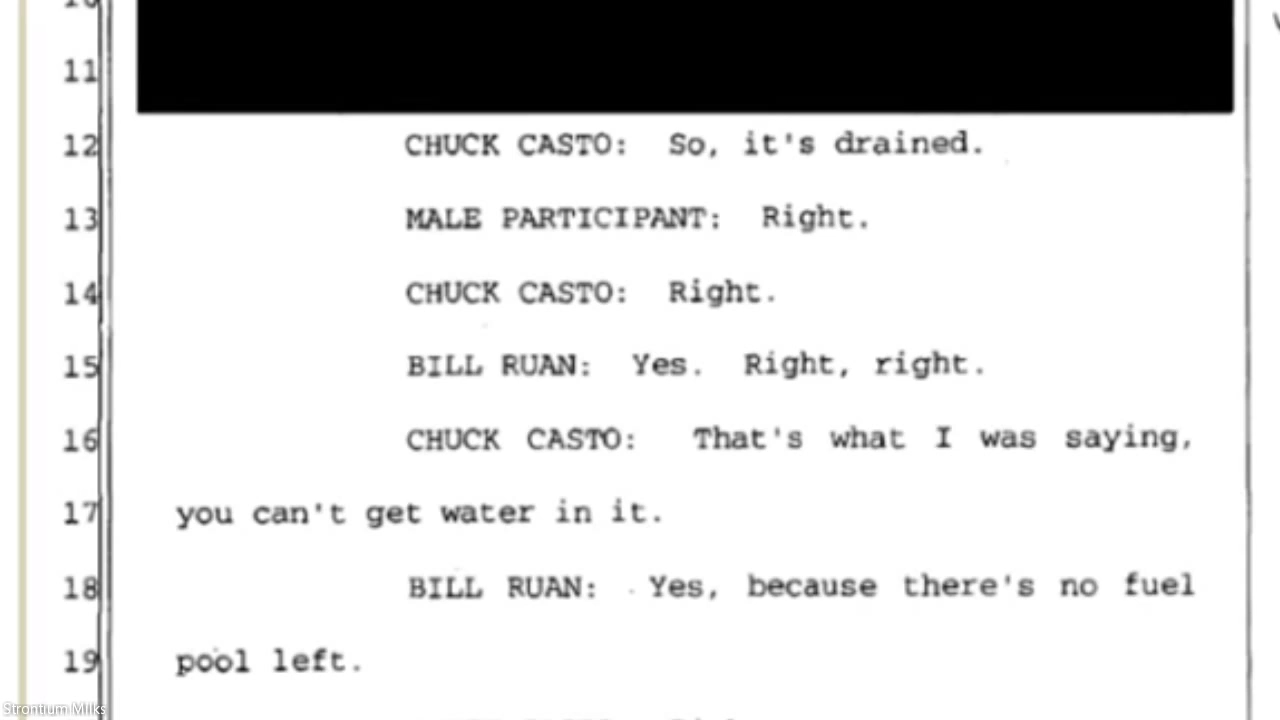 11
12 CHUCK CASTO: So, it's drained.
13 MALE PARTICIPANT: Right.
14 CHUCK CASTO: Right.
15 BILL RUAN: Yes. Right, right.
16 CHUCK CASTO: That's what I was saying,
17 you can't get water in it.
18 BILL RUAN: Yes, because there's no fuel
19 pool left.
Strontium Milks